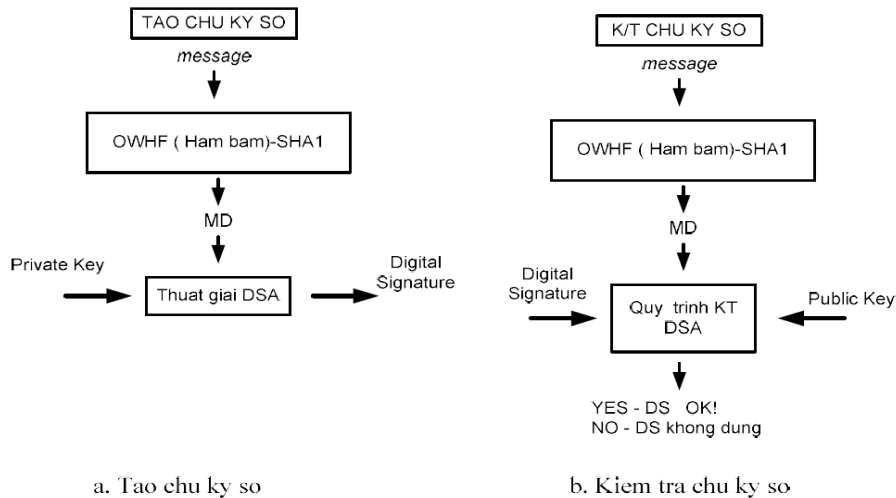 TAO CHU KY SO
message
OWHF ( Ham bam)-SHA1
MD
Private Key
Thuat giai DSA
Digital
Signature
a. Tao chu ky so
K/T CHU KY SO
message
OWHF ( Ham bam)-SHA1
MD
Digital
Signature
Quy trinh KT
DSA
Public Key
YES - DS OK!
NO - DS khong dung
b. Kiem tra chu ky so